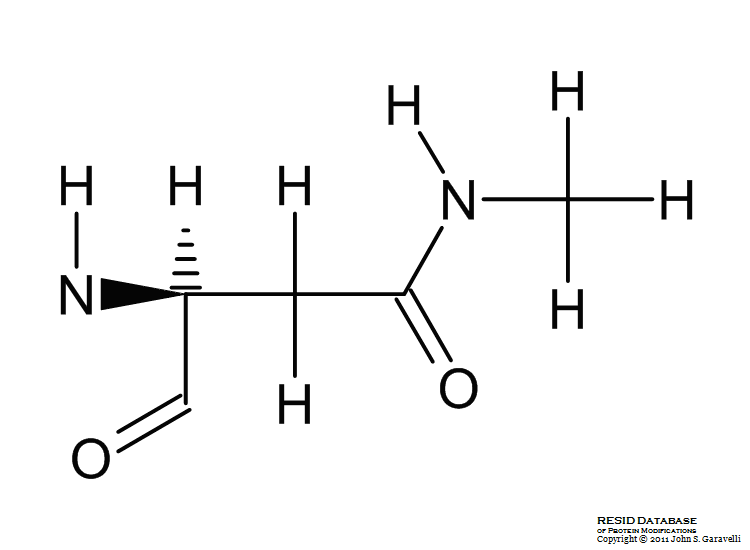 H
H
H
H H H
N H
N
H H
O
O
RESID DATABASE
OF PROTEIN MODIFICATIONS
Copyright © 2011 John S. Garavelli